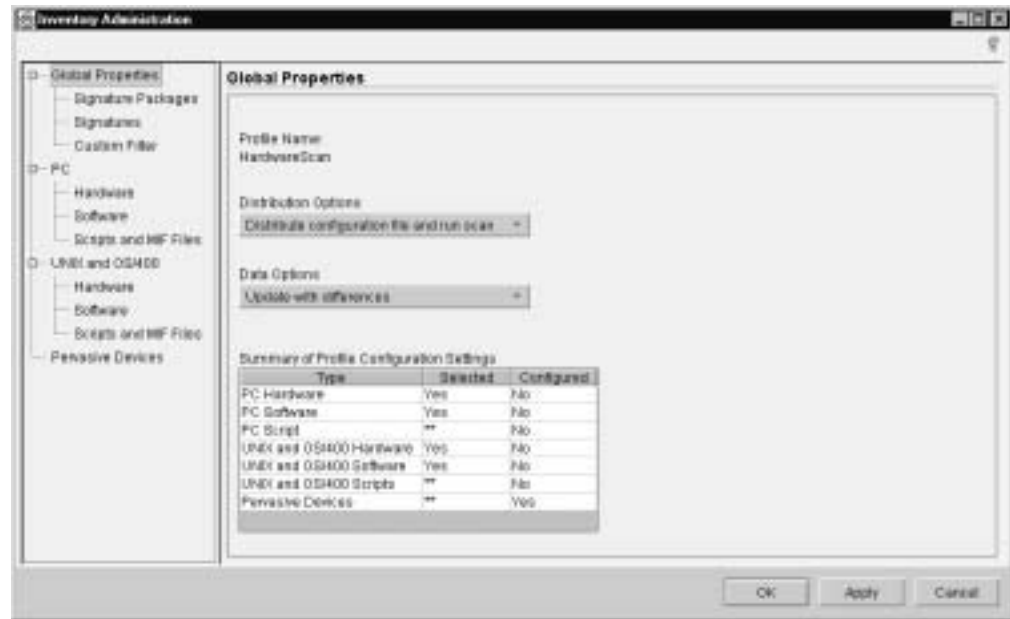 Inventory Administration
Global Properties
Signature Packages
Signatures
Custom Filter
PC
Hardware
Software
Scripts and MIF Files
UNIX and OS/400
Hardware
Software
Scripts and MIF Files
Pervasive Devices
Global Properties
Profile Name:
HardwareScan
Distribution Options
Distribute configuration file and run scan
Data Options
Update with differences
Summary of Profile Configuration Settings
Type Selected Configured
PC Hardware Yes No
PC Software Yes No
PC Script ** No
UNIX and OS/400 Hardware Yes No
UNIX and OS/400 Software Yes No
UNIX and OS/400 Scripts ** No
Pervasive Devices ** Yes
OK Apply Cancel